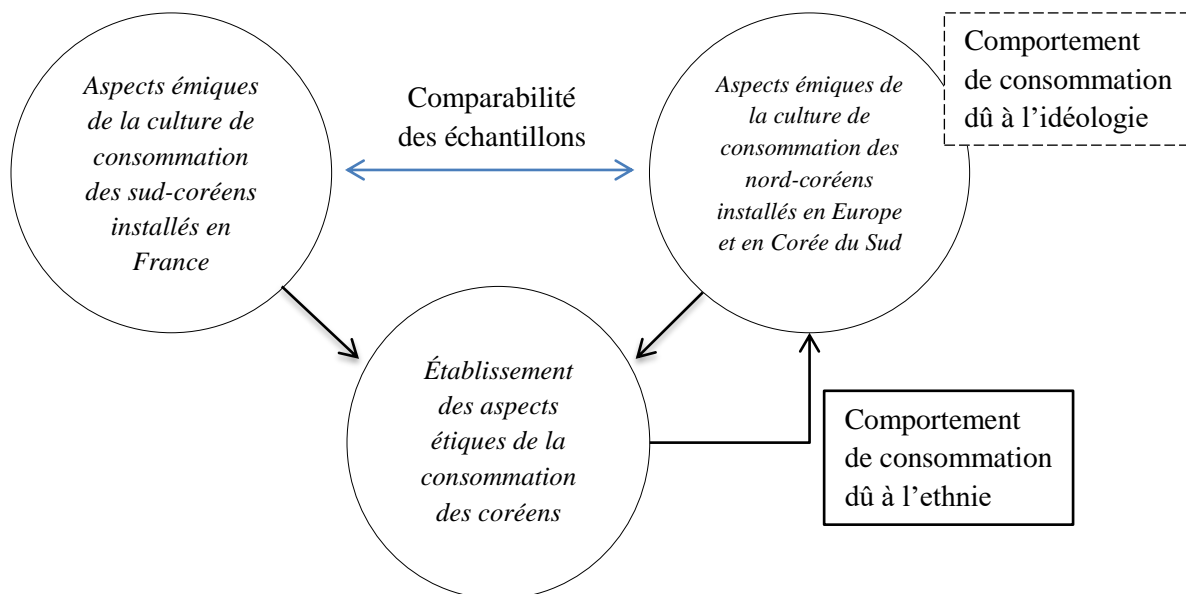 Aspects émiques
de la culture de
consommation
des sud-coréens
installés en
France
Comparabilité
des échantillons
Aspects émiques de
la culture de
consommation des
nord-coréens
installés en Europe
et en Corée du Sud
Comportement
de consommation
dû à l’idéologie
Établissement
des aspects
étiques de la
consommation
des coréens
Comportement
de consommation
dû à l’ethnie